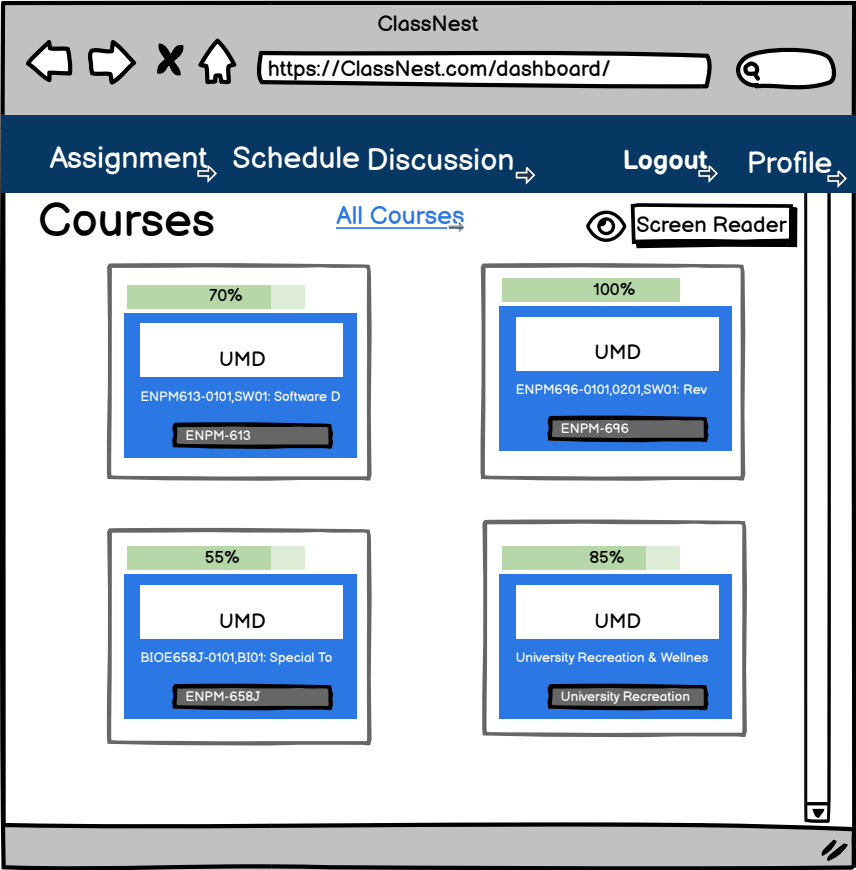 ClassNest
https://ClassNest.com/dashboard/
Assignment Schedule Discussion Logout Profile
Courses All Courses Screen Reader
70%
UMD
ENPM613-0101,SW01: Software D
ENPM-613
100%
UMD
ENPM696-0101,0201,SW01: Rev
ENPM-696
55%
UMD
BIOE658J-0101,BI01: Special To
ENPM-658J
85%
UMD
University Recreation & Wellnes
University Recreation